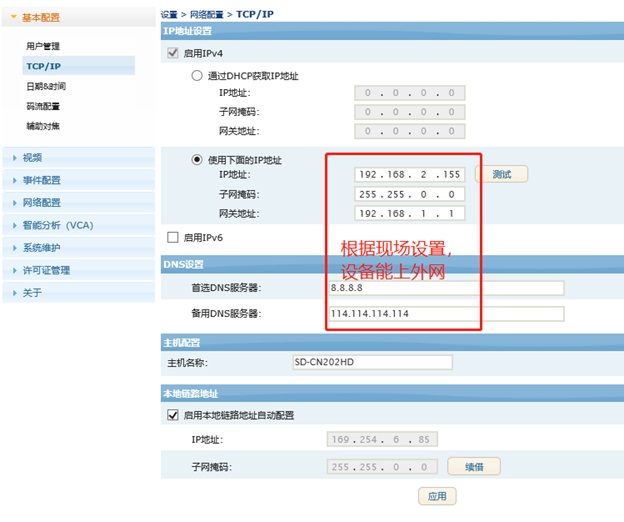 基本配置
用户管理
TCP/IP
日期&时间
码流配置
辅助对焦
视频
事件配置
网络配置
智能分析（VCA）
系统维护
许可证管理
关于
设置 > 网络配置 > TCP/IP
IP地址设置
启用IPv4
通过DHCP获取IP地址
IP地址: 0 . 0 . 0 . 0
子网掩码: 0 . 0 . 0 . 0
网关地址: 0 . 0 . 0 . 0
使用下面的IP地址
IP地址: 192 . 168 . 2 . 155 测试
子网掩码: 255 . 255 . 0 . 0
网关地址: 192 . 168 . 1 . 1
启用IPv6
根据现场设置，
设备能上外网
DNS设置
首选DNS服务器: 8.8.8.8
备用DNS服务器: 114.114.114.114
主机配置
主机名称: SD-CN202HD
本地链路地址
启用本地链路地址自动配置
IP地址: 169 . 254 . 6 . 85
子网掩码: 255 . 255 . 0 . 0 续借
应用